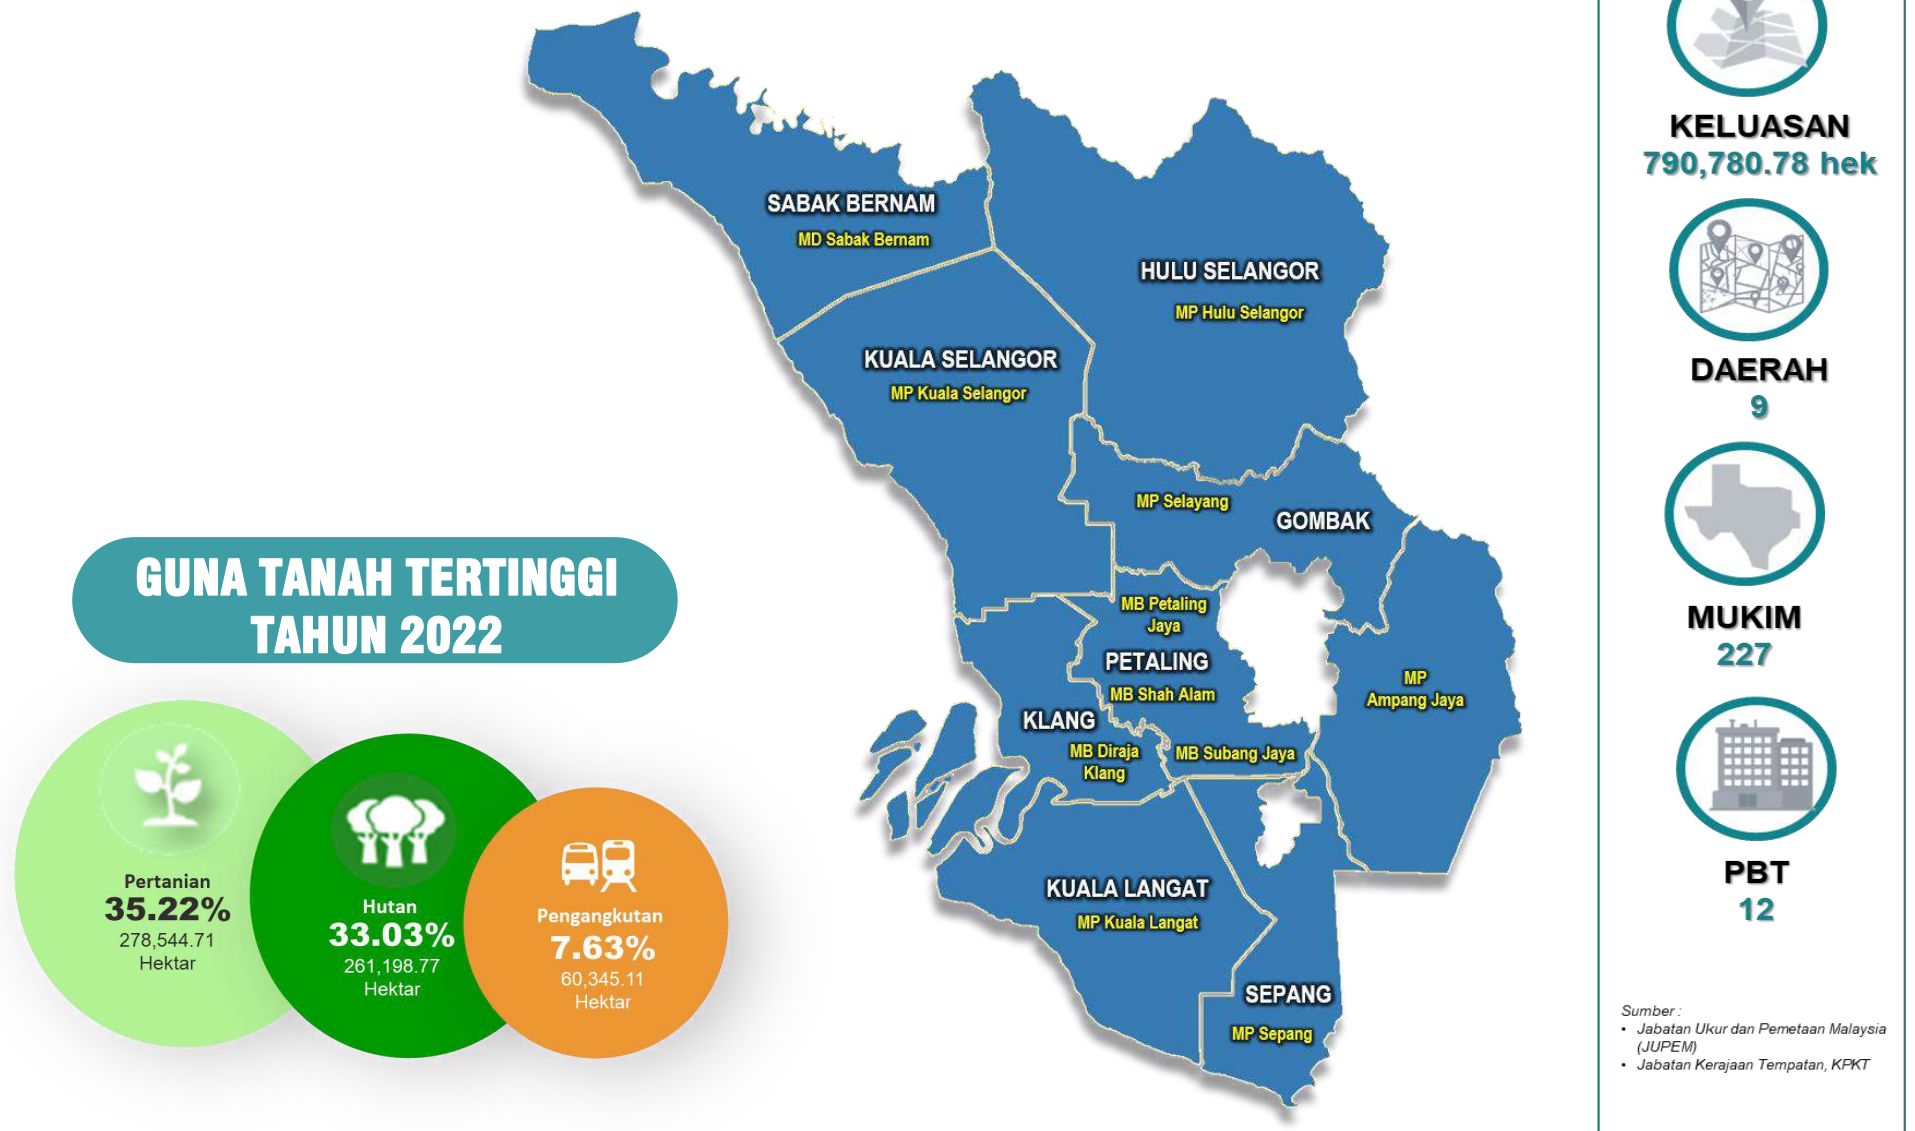 SABAK BERNAM
MD Sabak Bernam
HULU SELANGOR
MP Hulu Selangor
KUALA SELANGOR
MP Kuala Selangor
MP Selayang
GOMBAK
MB Petaling
Jaya
PETALING
MB Shah Alam
MP
Ampang Jaya
KLANG
MB Diraja
Klang
MB Subang Jaya
KUALA LANGAT
MP Kuala Langat
SEPANG
MP Sepang
GUNA TANAH TERTINGGI
TAHUN 2022
Pertanian
35.22%
278,544.71
Hektar
Hutan
33.03%
261,198.77
Hektar
Pengangkutan
7.63%
60,345.11
Hektar
KELUASAN
790,780.78 hek
DAERAH
9
MUKIM
227
PBT
12
Sumber :
• Jabatan Ukur dan Pemetaan Malaysia
(JUPEM)
• Jabatan Kerajaan Tempatan, KPKT